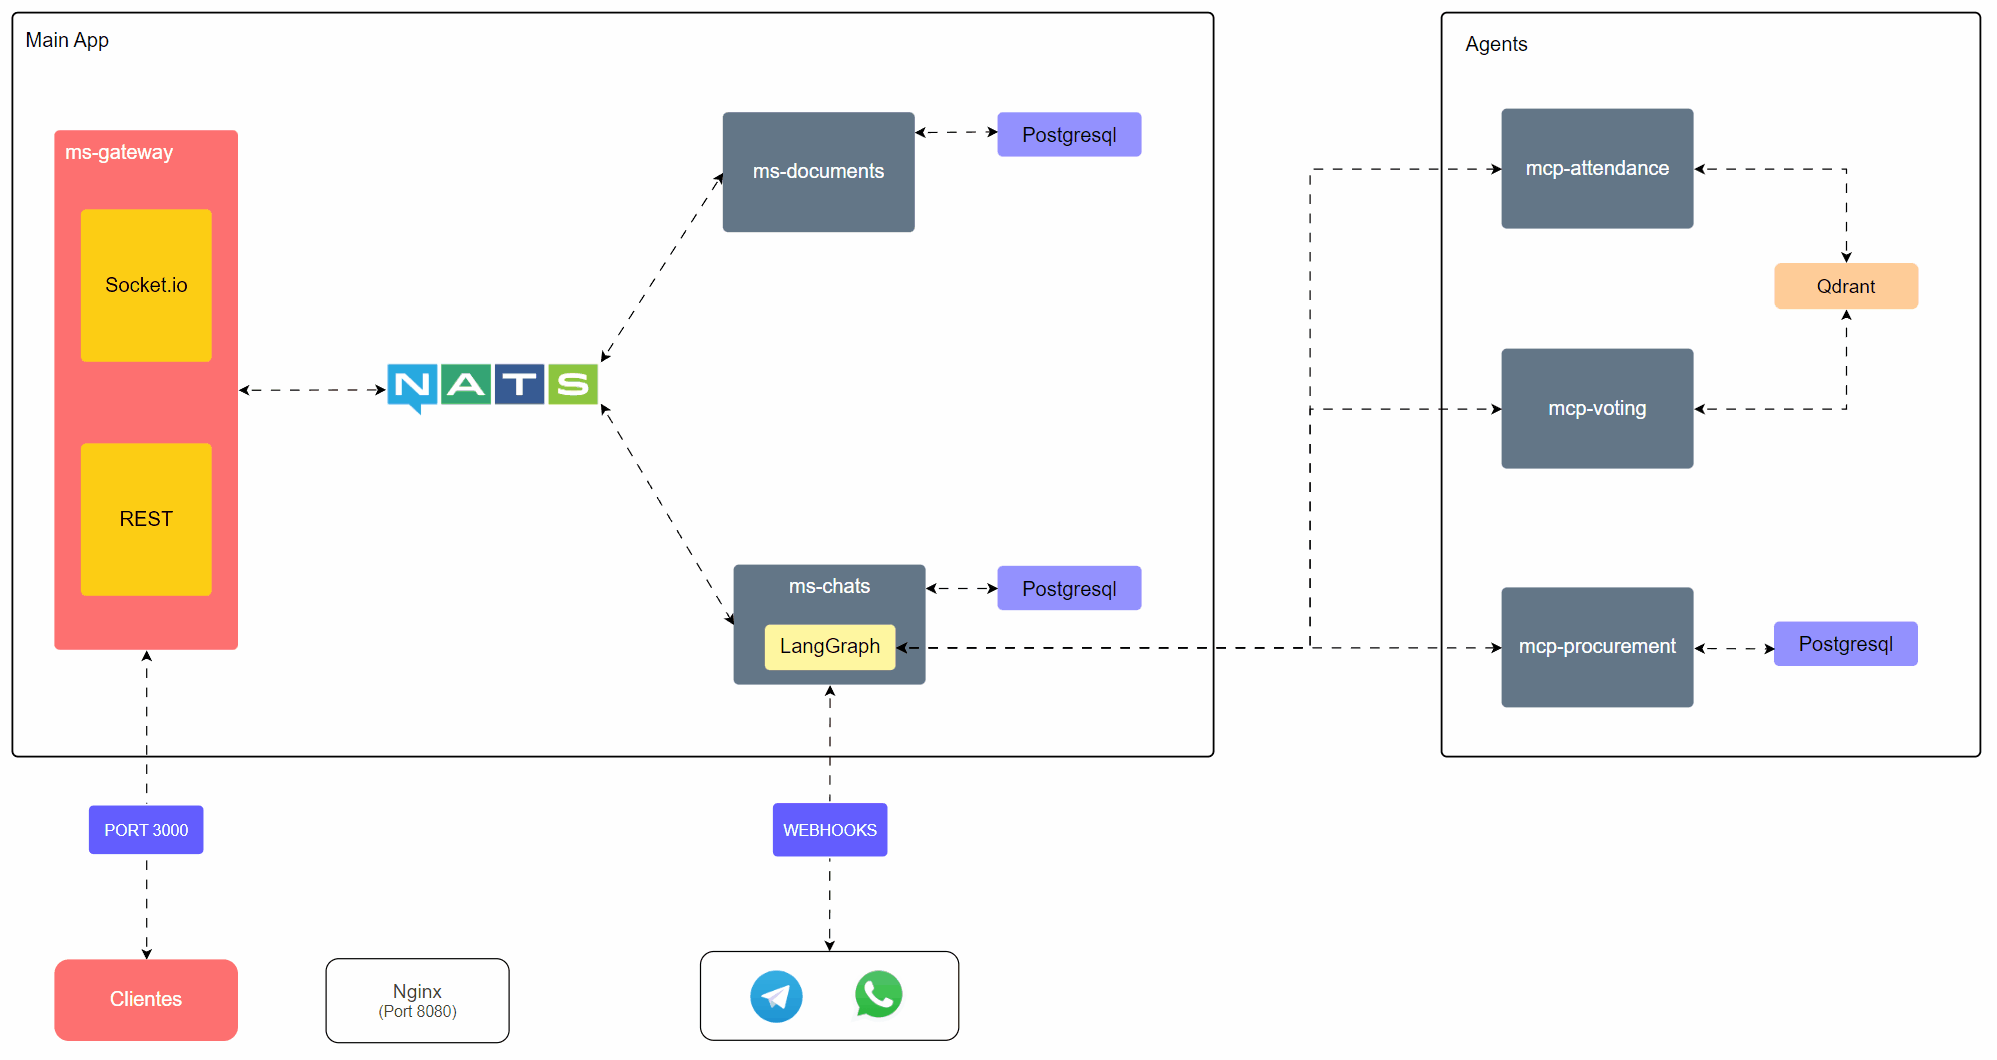 Main App
ms-gateway
Socket.io
REST
NATS
ms-documents
Postgresql
ms-chats
LangGraph
Postgresql
Agents
mcp-attendance
Qdrant
mcp-voting
mcp-procurement
Postgresql
PORT 3000
WEBHOOKS
Clientes
Nginx
(Port 8080)